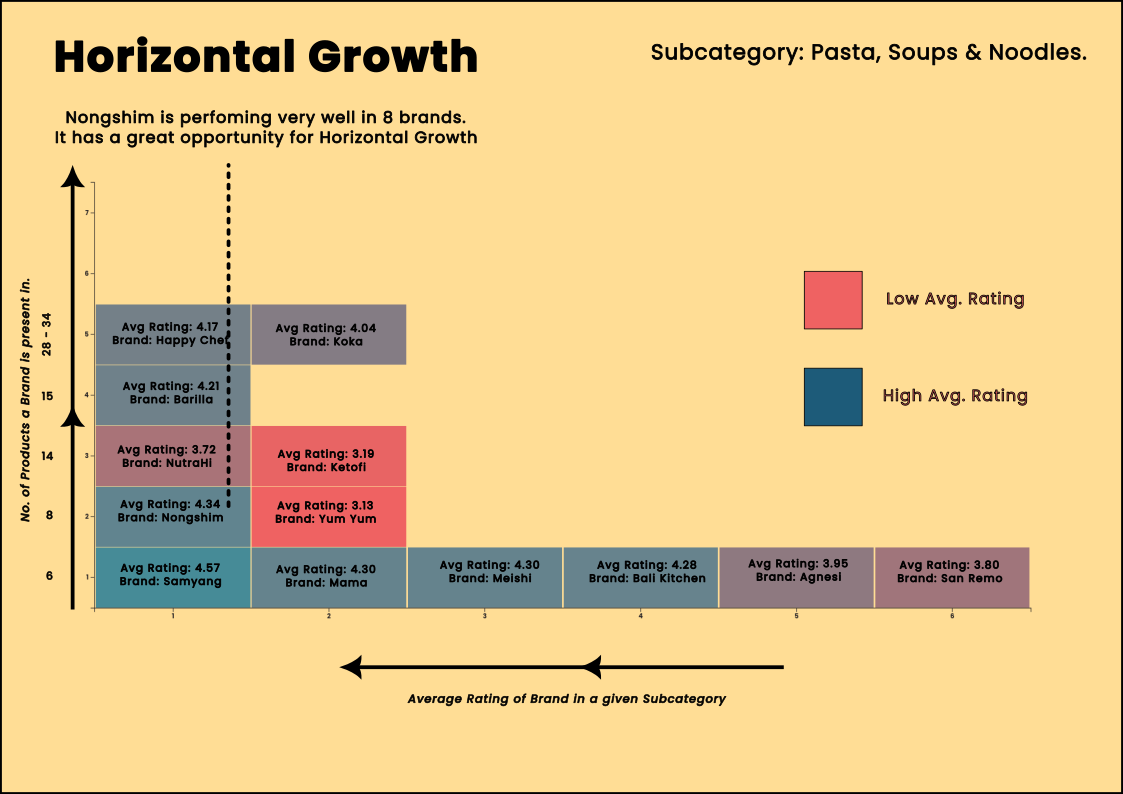 Horizontal Growth
Subcategory: Pasta, Soups & Noodles.
Nongshim is perfoming very well in 8 brands.
It has a great opportunity for Horizontal Growth
No. of Products a Brand is present in.
7
6
5
4
3
2
1
28 - 34
15
14
8
6
Avg Rating: 4.17
Brand: Happy Chef
Avg Rating: 4.04
Brand: Koka
Avg Rating: 4.21
Brand: Barilla
Avg Rating: 3.72
Brand: NutraHi
Avg Rating: 3.19
Brand: Ketofi
Avg Rating: 4.34
Brand: Nongshim
Avg Rating: 3.13
Brand: Yum Yum
Avg Rating: 4.57
Brand: Samyang
Avg Rating: 4.30
Brand: Mama
Avg Rating: 4.30
Brand: Meishi
Avg Rating: 4.28
Brand: Bali Kitchen
Avg Rating: 3.95
Brand: Agnesi
Avg Rating: 3.80
Brand: San Remo
1 2 3 4 5 6
Low Avg. Rating
High Avg. Rating
Average Rating of Brand in a given Subcategory